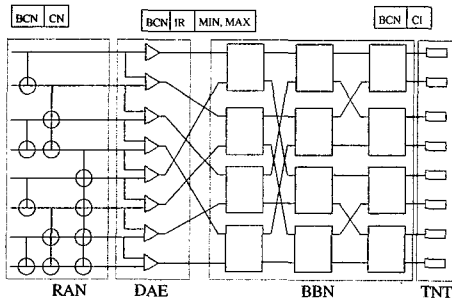 BCN CN
BCN IR MIN, MAX
BCN CI
RAN DAE BBN TNT